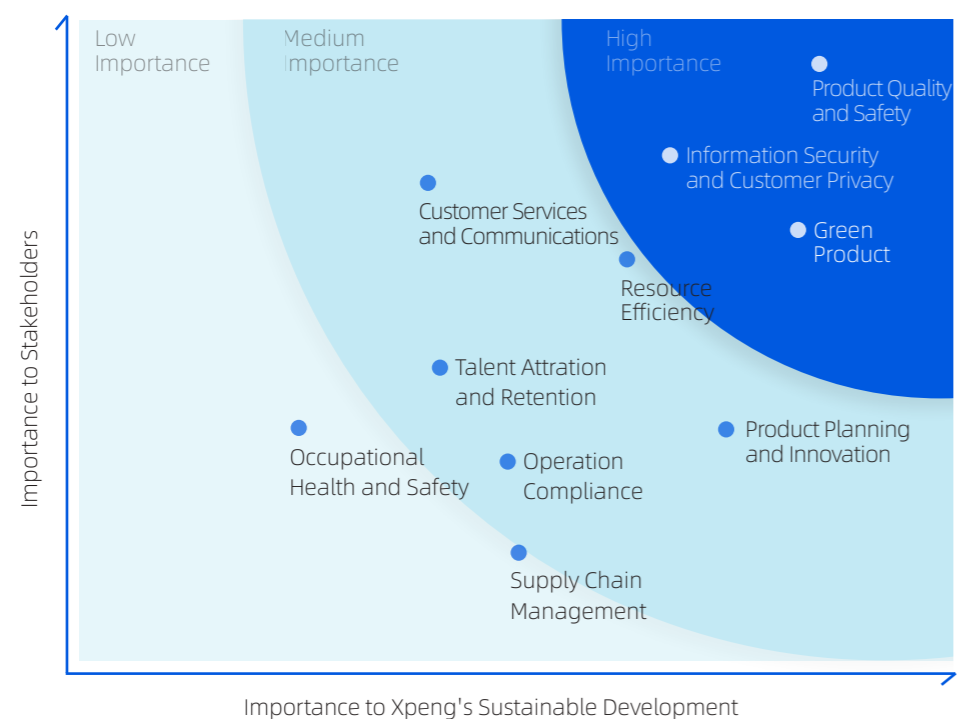 Low
Importance
Medium
Importance
High
Importance
Product Quality
and Safety
Information Security
and Customer Privacy
Customer Services
and Communications
Green
Product
Resource
Efficiency
Talent Attration
and Retention
Occupational
Health and Safety
Operation
Compliance
Product Planning
and Innovation
Supply Chain
Management
Importance to Stakeholders
Importance to Xpeng's Sustainable Development